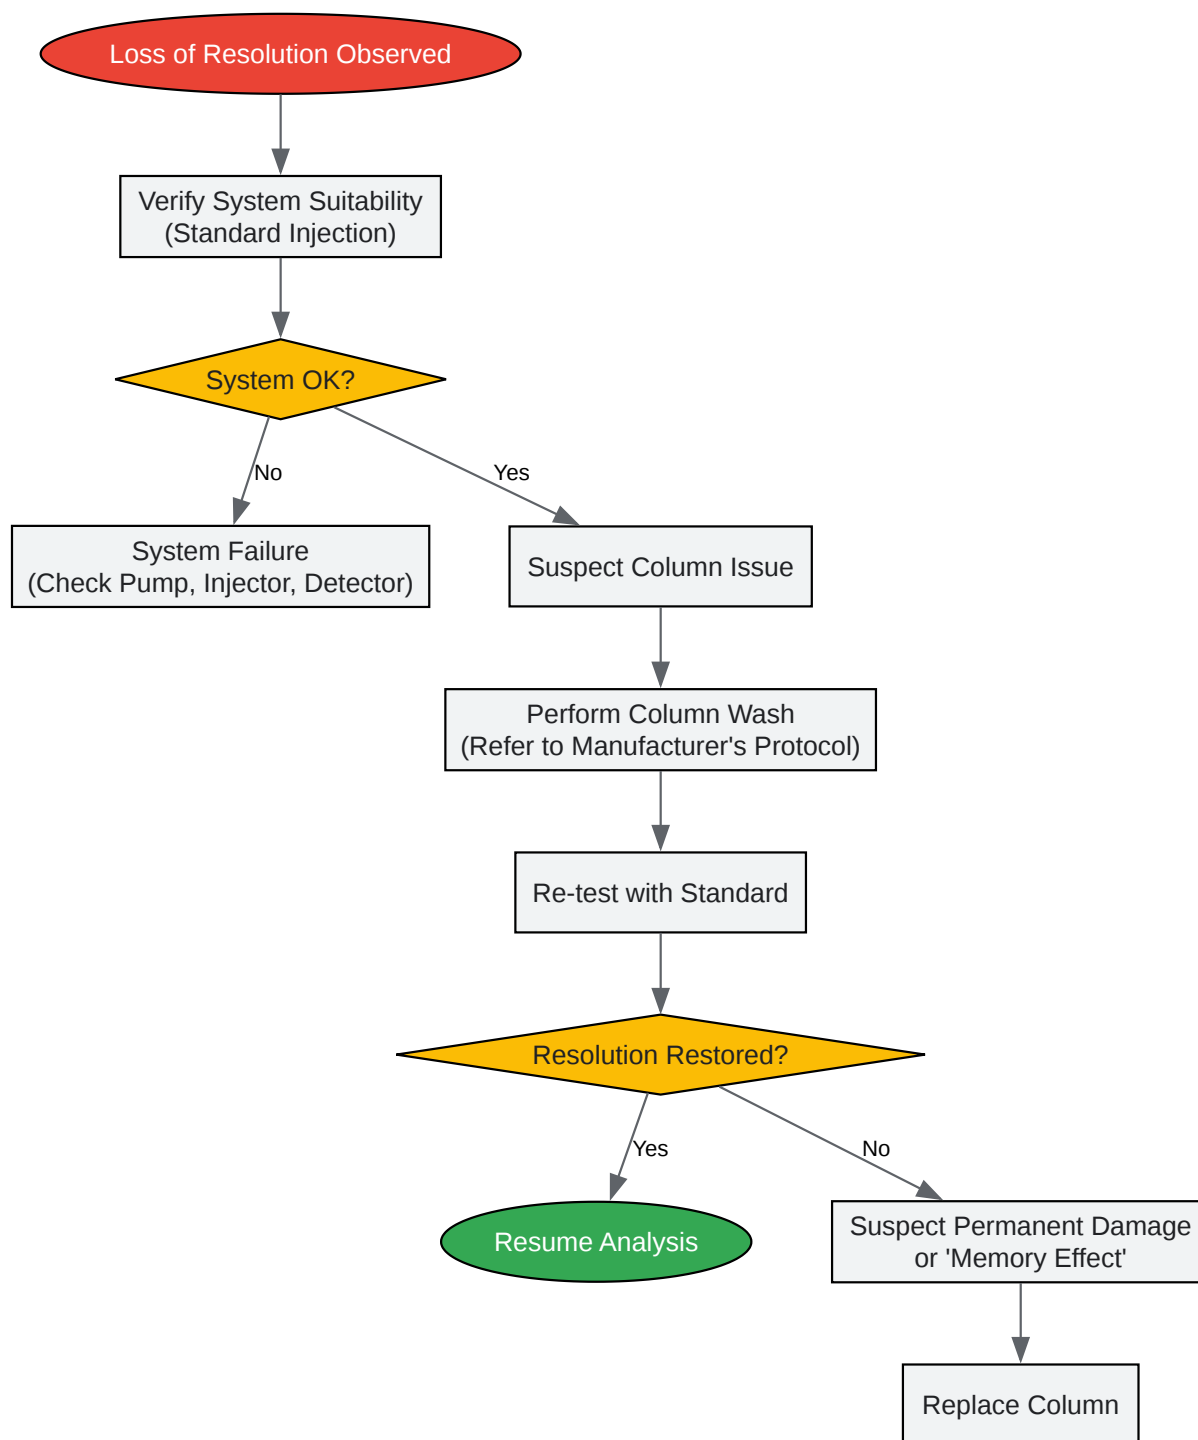 Loss of Resolution Observed
Verify System Suitability
(Standard Injection)
System OK?
No
Yes
System Failure
(Check Pump, Injector, Detector)
Suspect Column Issue
Perform Column Wash
(Refer to Manufacturer's Protocol)
Re-test with Standard
Resolution Restored?
Yes
No
Resume Analysis
Suspect Permanent Damage
or 'Memory Effect'
Replace Column